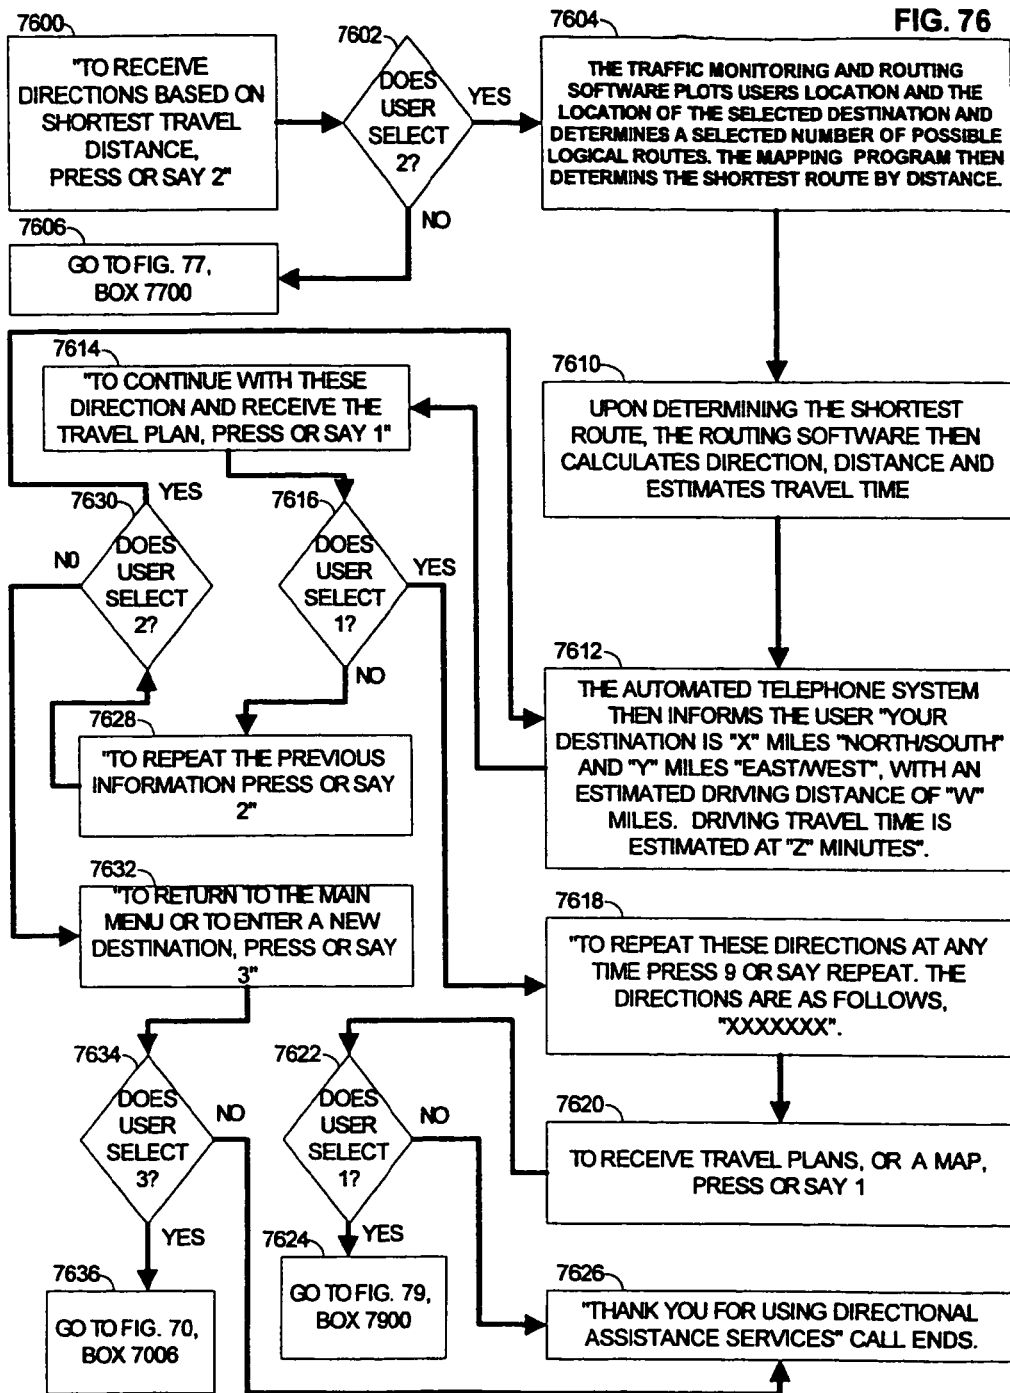 FIG. 76
7600
"TO RECEIVE
DIRECTIONS BASED ON
SHORTEST TRAVEL
DISTANCE,
PRESS OR SAY 2"
7602
DOES
USER
SELECT
2?
YES
NO
7604
THE TRAFFIC MONITORING AND ROUTING
SOFTWARE PLOTS USERS LOCATION AND THE
LOCATION OF THE SELECTED DESTINATION AND
DETERMINES A SELECTED NUMBER OF POSSIBLE
LOGICAL ROUTES. THE MAPPING PROGRAM THEN
DETERMINS THE SHORTEST ROUTE BY DISTANCE.
7606
GO TO FIG. 77,
BOX 7700
7610
UPON DETERMINING THE SHORTEST
ROUTE, THE ROUTING SOFTWARE THEN
CALCULATES DIRECTION, DISTANCE AND
ESTIMATES TRAVEL TIME
7614
"TO CONTINUE WITH THESE
DIRECTION AND RECEIVE THE
TRAVEL PLAN, PRESS OR SAY 1"
7630
YES
DOES
USER
SELECT
2?
N0
7616
DOES
USER
SELECT
1?
YES
NO
7612
THE AUTOMATED TELEPHONE SYSTEM
THEN INFORMS THE USER "YOUR
DESTINATION IS "X" MILES "NORTH/SOUTH"
AND "Y" MILES "EAST/WEST", WITH AN
ESTIMATED DRIVING DISTANCE OF "W"
MILES. DRIVING TRAVEL TIME IS
ESTIMATED AT "Z" MINUTES".
7628
"TO REPEAT THE PREVIOUS
INFORMATION PRESS OR SAY
2"
7632
"TO RETURN TO THE MAIN
MENU OR TO ENTER A NEW
DESTINATION, PRESS OR SAY
3"
7618
"TO REPEAT THESE DIRECTIONS AT ANY
TIME PRESS 9 OR SAY REPEAT. THE
DIRECTIONS ARE AS FOLLOWS,
"XXXXXXX".
7634
DOES
USER
SELECT
3?
NO
YES
7622
DOES
USER
SELECT
1?
NO
YES
7620
TO RECEIVE TRAVEL PLANS, OR A MAP,
PRESS OR SAY 1
7636
GO TO FIG. 70,
BOX 7006
7624
GO TO FIG. 79,
BOX 7900
7626
"THANK YOU FOR USING DIRECTIONAL
ASSISTANCE SERVICES" CALL ENDS.